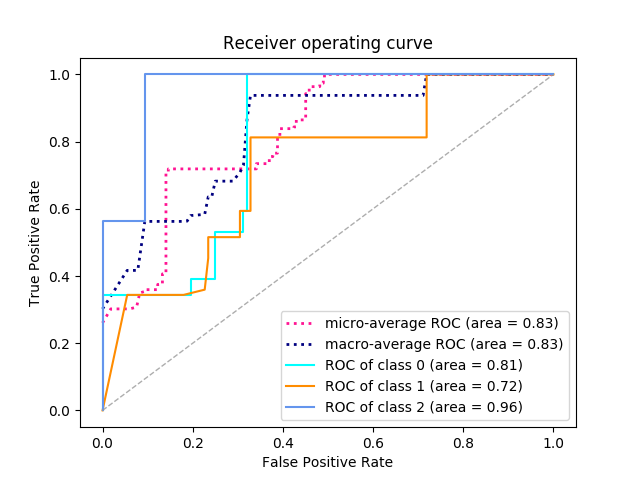 Receiver operating curve
True Positive Rate
1.0
0.8
0.6
0.4
0.2
0.0
micro-average ROC (area = 0.83)
macro-average ROC (area = 0.83)
ROC of class 0 (area = 0.81)
ROC of class 1 (area = 0.72)
ROC of class 2 (area = 0.96)
0.0 0.2 0.4 0.6 0.8 1.0
False Positive Rate